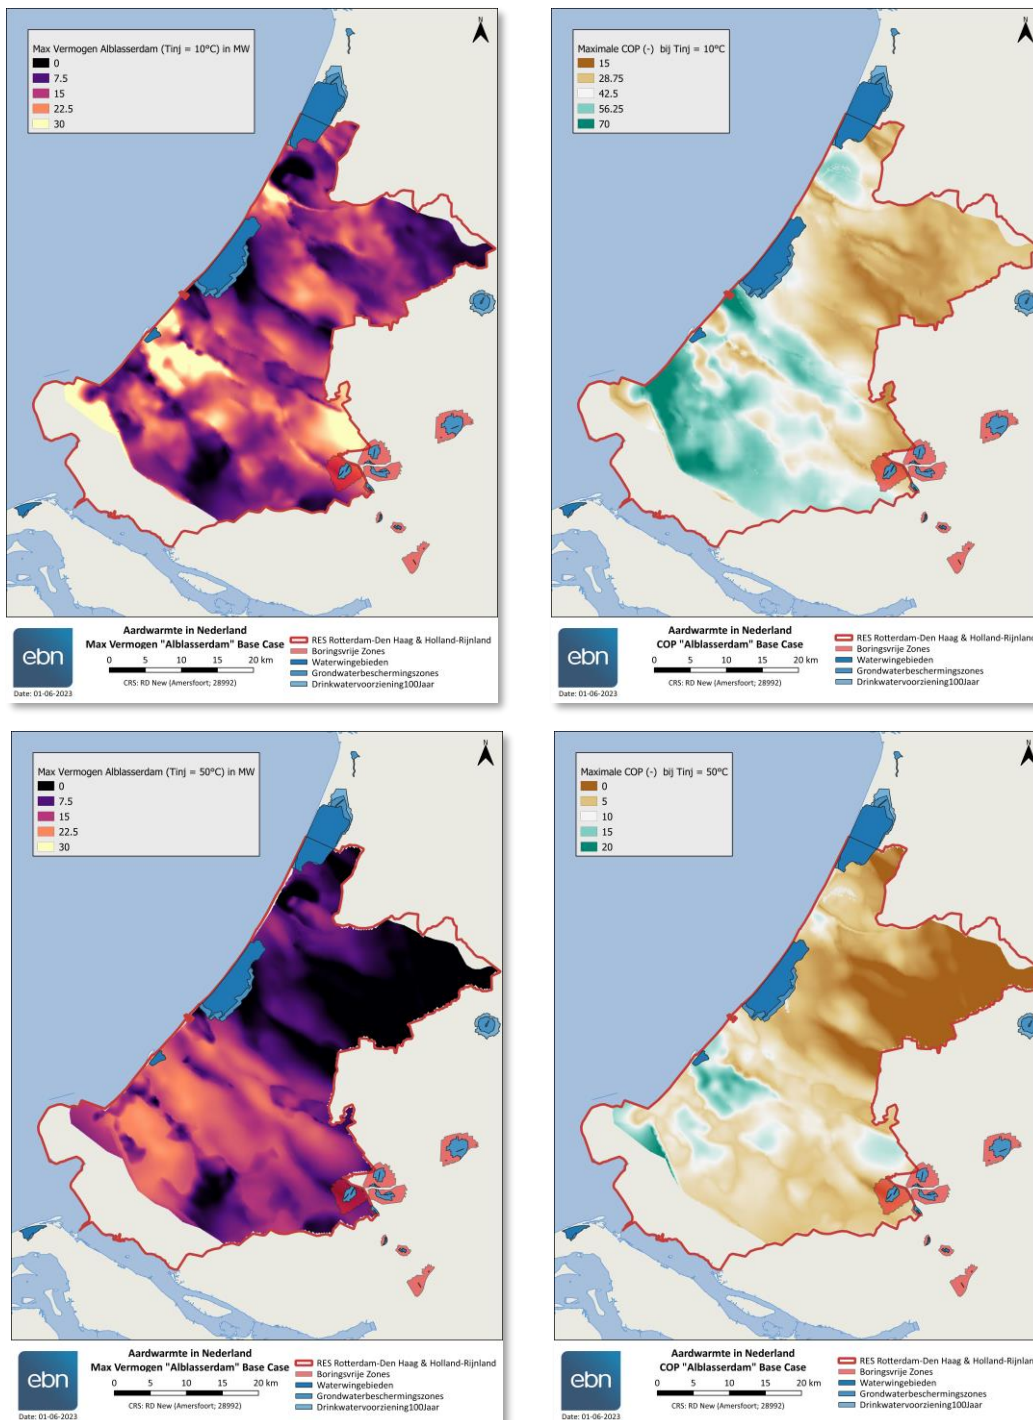 N
Max Vermogen Alblasserdam (Tinj = 10°C) in MW
0
7.5
15
22.5
30
ebn
Date: 01-06-2023
Aardwarmte in Nederland
Max Vermogen "Alblasserdam" Base Case
0 5 10 15 20 km
CRS: RD New (Amersfoort; 28992)
RES Rotterdam-Den Haag & Holland-Rijnland
Boringsvrije Zones
Waterwingebieden
Grondwaterbeschermingszones
Drinkwatervoorziening100Jaar
N
Maximale COP (-) bij Tinj = 10°C
15
28.75
42.5
56.25
70
ebn
Date: 01-06-2023
Aardwarmte in Nederland
COP "Alblasserdam" Base Case
0 5 10 15 20 km
CRS: RD New (Amersfoort; 28992)
RES Rotterdam-Den Haag & Holland-Rijnland
Boringsvrije Zones
Waterwingebieden
Grondwaterbeschermingszones
Drinkwatervoorziening100Jaar
N
Max Vermogen Alblasserdam (Tinj = 50°C) in MW
0
7.5
15
22.5
30
ebn
Date: 01-06-2023
Aardwarmte in Nederland
Max Vermogen "Alblasserdam" Base Case
0 5 10 15 20 km
CRS: RD New (Amersfoort; 28992)
RES Rotterdam-Den Haag & Holland-Rijnland
Boringsvrije Zones
Waterwingebieden
Grondwaterbeschermingszones
Drinkwatervoorziening100Jaar
N
Maximale COP (-) bij Tinj = 50°C
0
5
10
15
20
ebn
Date: 01-06-2023
Aardwarmte in Nederland
COP "Alblasserdam" Base Case
0 5 10 15 20 km
CRS: RD New (Amersfoort; 28992)
RES Rotterdam-Den Haag & Holland-Rijnland
Boringsvrije Zones
Waterwingebieden
Grondwaterbeschermingszones
Drinkwatervoorziening100Jaar